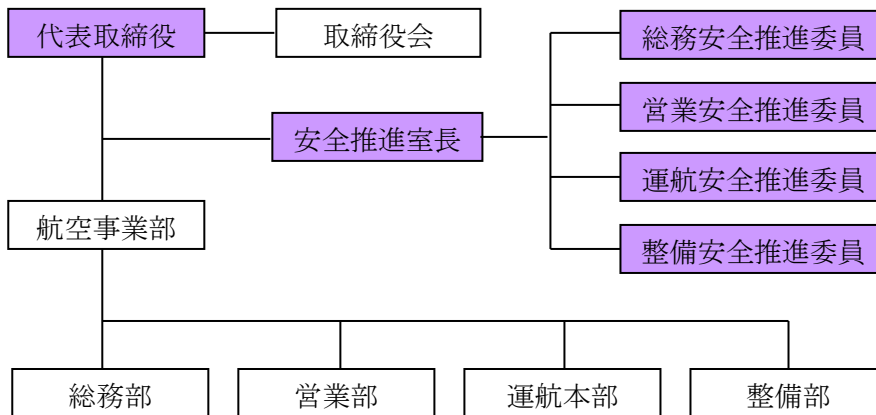 代表取締役
取締役会
総務安全推進委員
営業安全推進委員
安全推進室長
運航安全推進委員
航空事業部
整備安全推進委員
総務部
営業部
運航本部
整備部